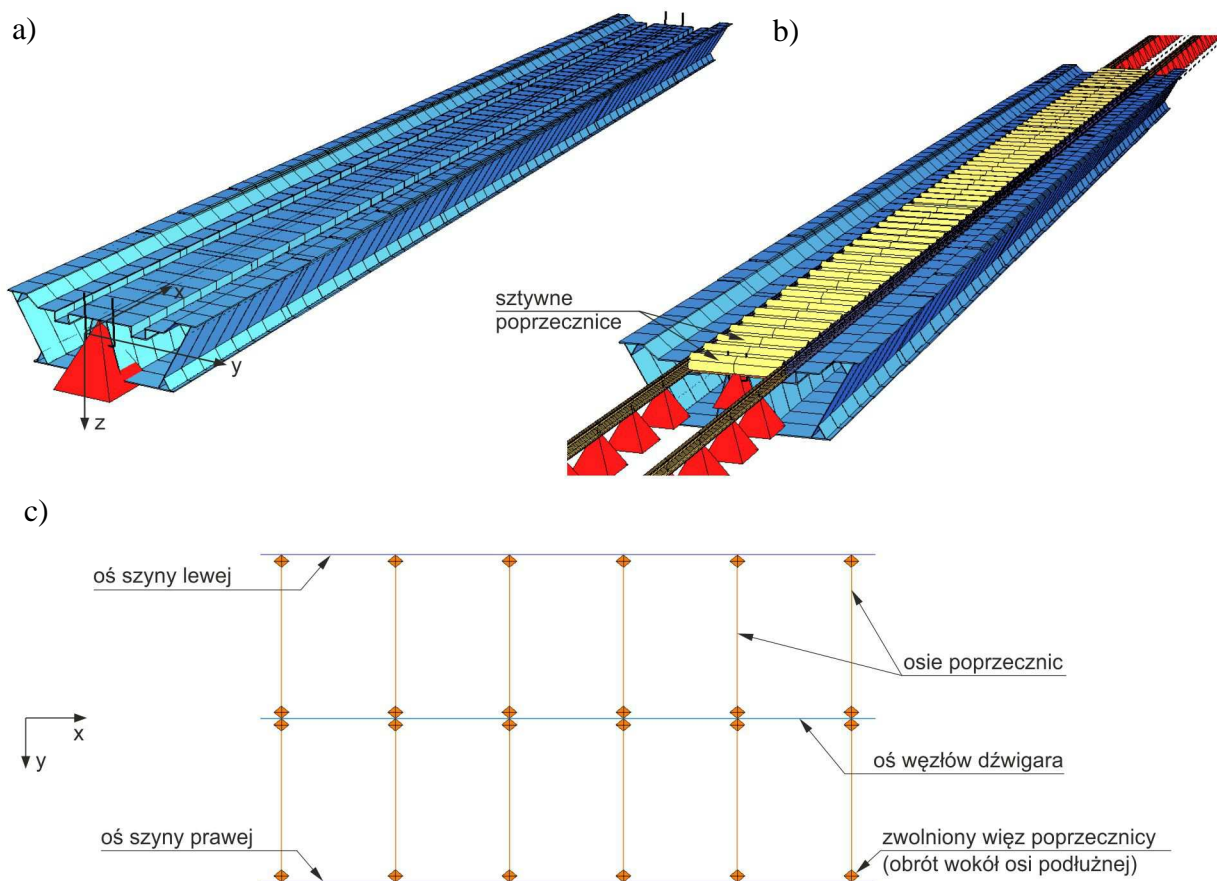 a)
b)
x
y
z
sztywne
poprzecznice
c)
oś szyny lewej
osie poprzecznic
x
y
oś węzłów dźwigara
oś szyny prawej
zwolniony więz poprzecznicy
(obrót wokół osi podłużnej)